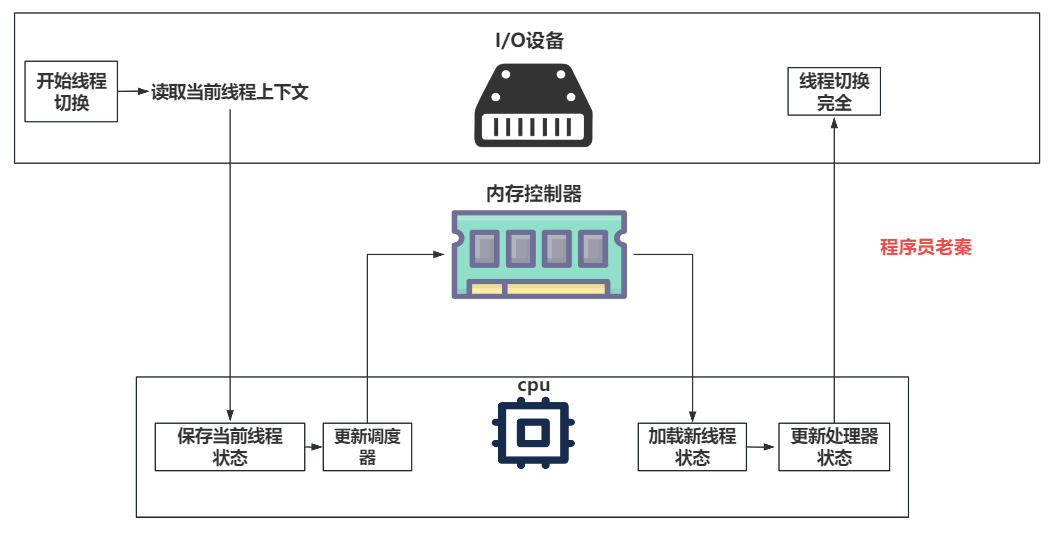 I/O设备
开始线程
切换
读取当前线程上下文
线程切换
完全
内存控制器
程序员老秦
cpu
保存当前线程
状态
更新调度
器
加载新线程
状态
更新处理器
状态